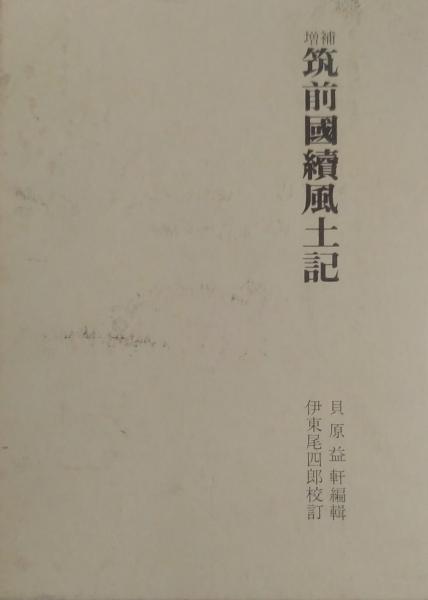 増補
筑前國續風土記
貝原益軒編輯
伊東尾四郎校訂